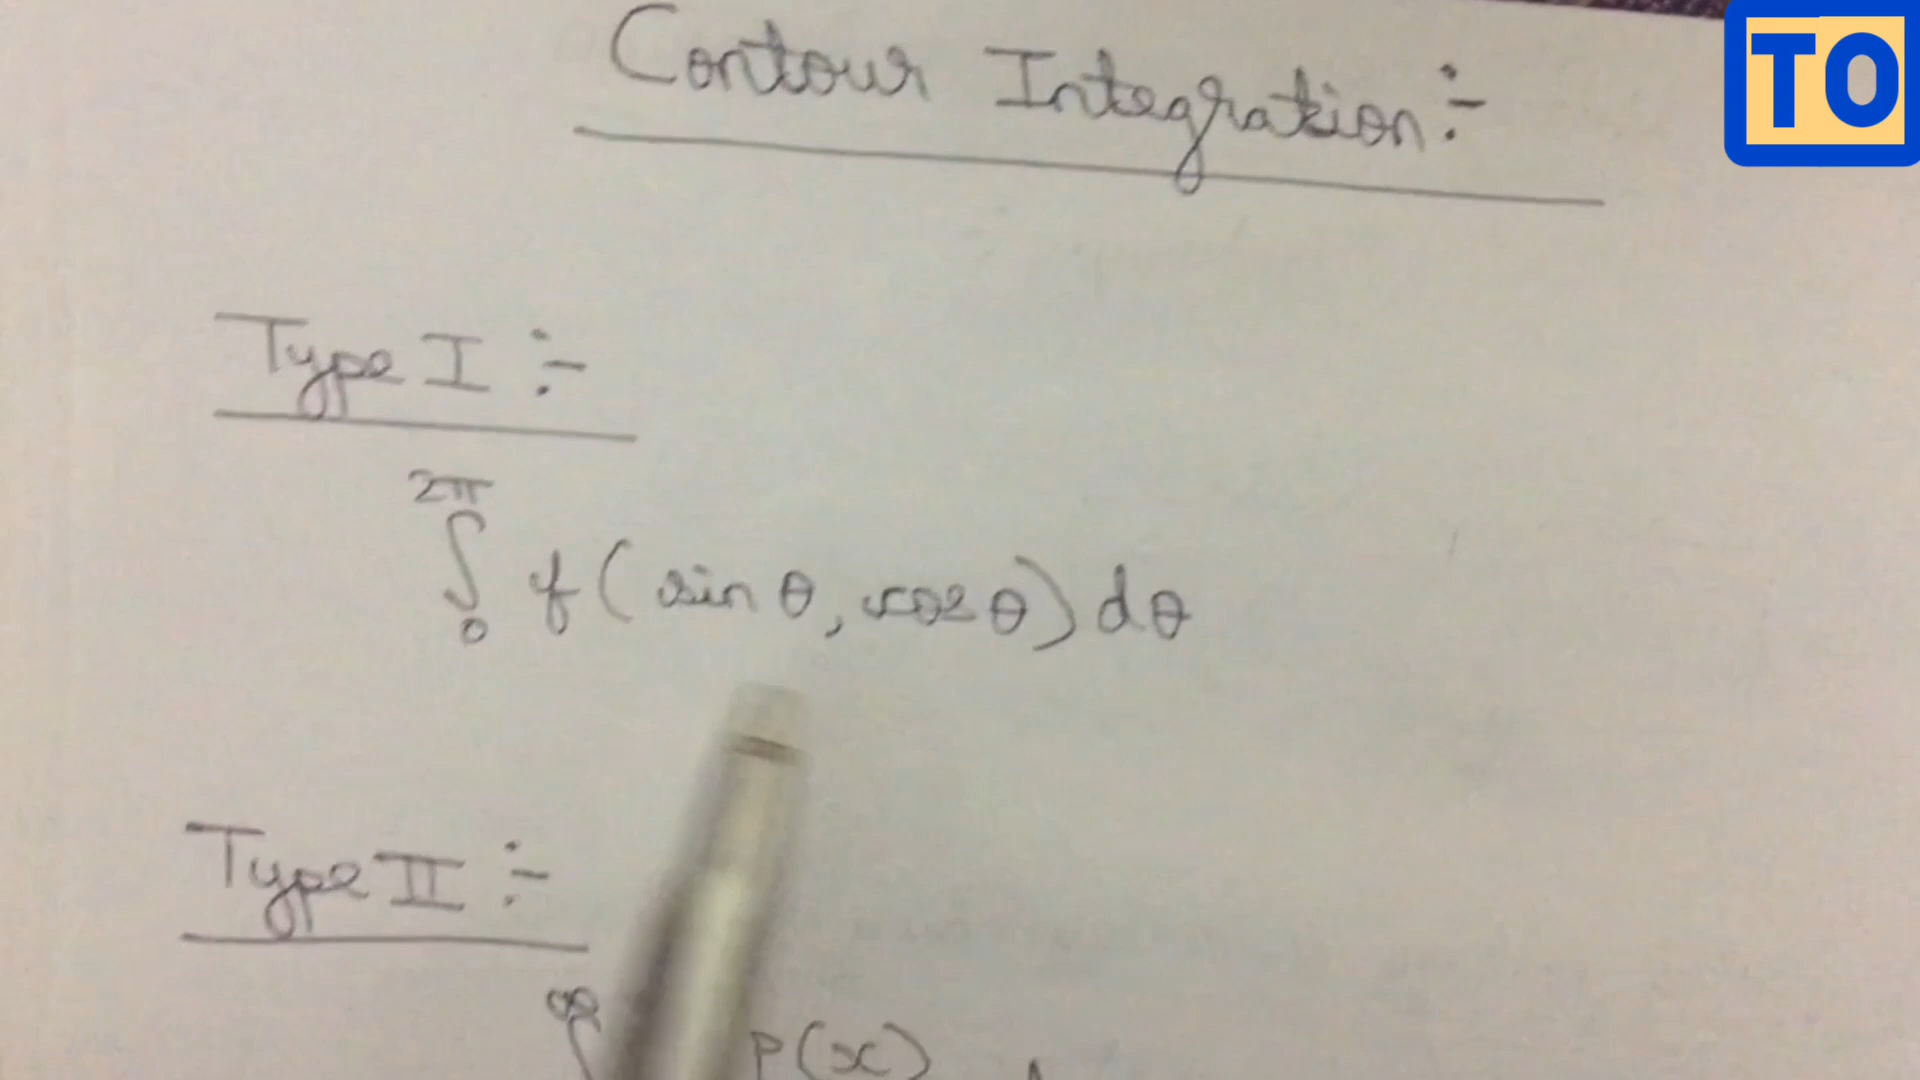 Contour Integration:-
TO
Type I :-
2π
∫ f(sin θ, cos θ) dθ
0
Type II :-
∞
∫ P(x)